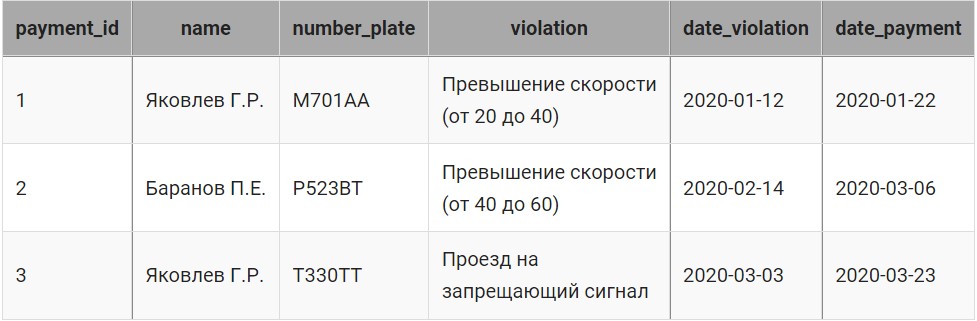 payment_id name number_plate violation date_violation date_payment
1 Яковлев Г.Р. М701АА Превышение скорости (от 20 до 40) 2020-01-12 2020-01-22
2 Баранов П.Е. Р523ВТ Превышение скорости (от 40 до 60) 2020-02-14 2020-03-06
3 Яковлев Г.Р. Т330ТТ Проезд на запрещающий сигнал 2020-03-03 2020-03-23